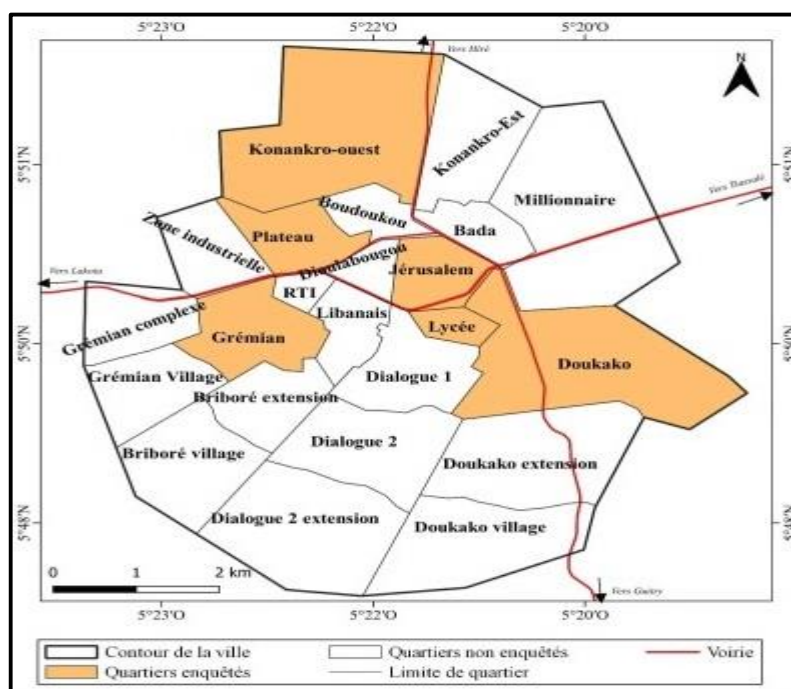 5°23'O 5°22'O 5°20'O
Vers Hiré
Konankro-ouest
Konankro-Est
5°51'N 5°51'N
Millionnaire
Vers Tiassalé
Boudoukou
Bada
Zone industrielle
Plateau
Dioulabougou
Jérusalem
Vers Lakota
RTI
Libanais
Grémian complexe
Lycée
Grémian
5°50'N 5°60'N
Doukako
Dialogue 1
Grémian Village
Briboré extension
Dialogue 2
Briboré village
Doukako extension
Dialogue 2 extension
Doukako village
5°48'N 5°48'N
0 1 2 km
Vers Guitry
5°23'O 5°22'O 5°20'O
Contour de la ville
Quartiers non enquêtés
Voirie
Quartiers enquêtés
Limite de quartier